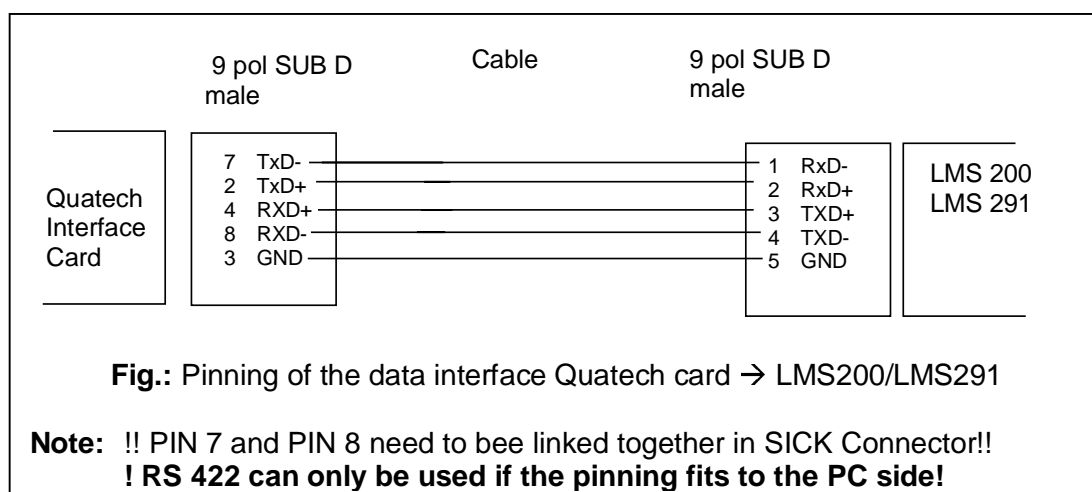 9 pol SUB D
male
Cable
9 pol SUB D
male
Quatech
Interface
Card
7 TxD-
2 TxD+
4 RXD+
8 RXD-
3 GND
1 RxD-
2 RxD+
3 TXD+
4 TXD-
5 GND
LMS 200
LMS 291
Fig.: Pinning of the data interface Quatech card → LMS200/LMS291
Note: !! PIN 7 and PIN 8 need to bee linked together in SICK Connector!!
! RS 422 can only be used if the pinning fits to the PC side!